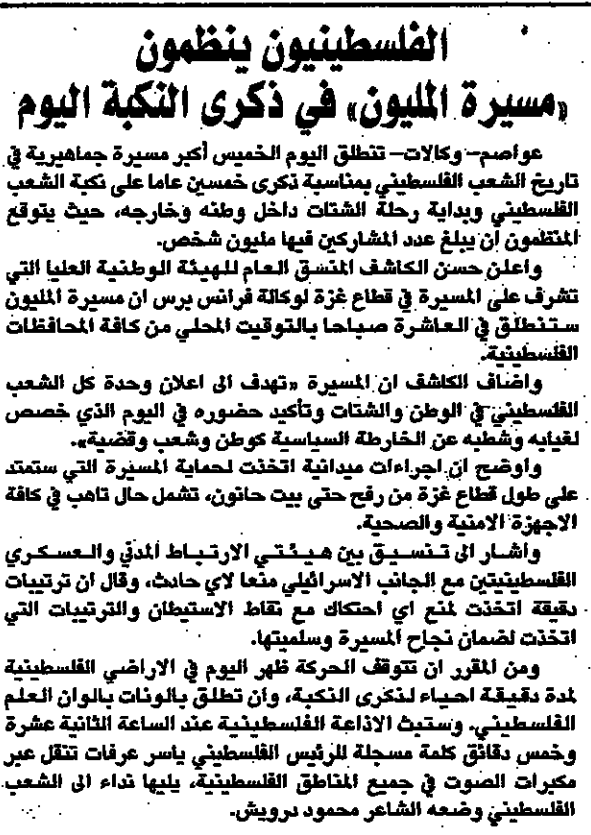 الفلسطينيون ينظمون
«مسيرة المليون» في ذكرى النكبة اليوم
عواصم- وكالات- تنطلق اليوم الخميس أكبر مسيرة جماهيرية في
تاريخ الشعب الفلسطيني بمناسبة ذكرى خمسين عاما على نكبة الشعب
الفلسطيني وبداية رحلة الشتات داخل وطنه وخارجه، حيث يتوقع
المنظمون ان يبلغ عدد المشاركين فيها مليون شخص.
واعلن حسن الكاشف المنسق العام للهيئة الوطنية العليا التي
تشرف على المسيرة في قطاع غزة لوكالة فرانس برس ان مسيرة المليون
ستنطلق في العاشرة صباحا بالتوقيت المحلي من كافة المحافظات
الفلسطينية.
واضاف الكاشف ان المسيرة «تهدف الى اعلان وحدة كل الشعب
الفلسطيني في الوطن والشتات وتأكيد حضوره في اليوم الذي خصص
لغيابه وشطبه عن الخارطة السياسية كوطن وشعب وقضية».
واوضح ان اجراءات ميدانية اتخذت لحماية المسيرة التي ستمتد
على طول قطاع غزة من رفح حتى بيت حانون، تشمل حال تاهب في كافة
الاجهزة الامنية والصحية.
واشار الى تنسيق بين هيئتي الارتباط المدني والعسكري
الفلسطينيتين مع الجانب الاسرائيلي منعا لاي حادث، وقال ان ترتيبات
دقيقة اتخذت لمنع اي احتكاك مع نقاط الاستيطان والترتيبات التي
اتخذت لضمان نجاح المسيرة وسلميتها.
ومن المقرر ان تتوقف الحركة ظهر اليوم في الاراضي الفلسطينية
لمدة دقيقة احياء لذكرى النكبة، وأن تطلق بالونات بالوان العلم
الفلسطيني. وستبث الاذاعة الفلسطينية عند الساعة الثانية عشرة
وخمس دقائق كلمة مسجلة للرئيس الفلسطيني ياسر عرفات تنقل عبر
مكبرات الصوت في جميع المناطق الفلسطينية، يليها نداء الى الشعب
الفلسطيني وضعه الشاعر محمود درويش.